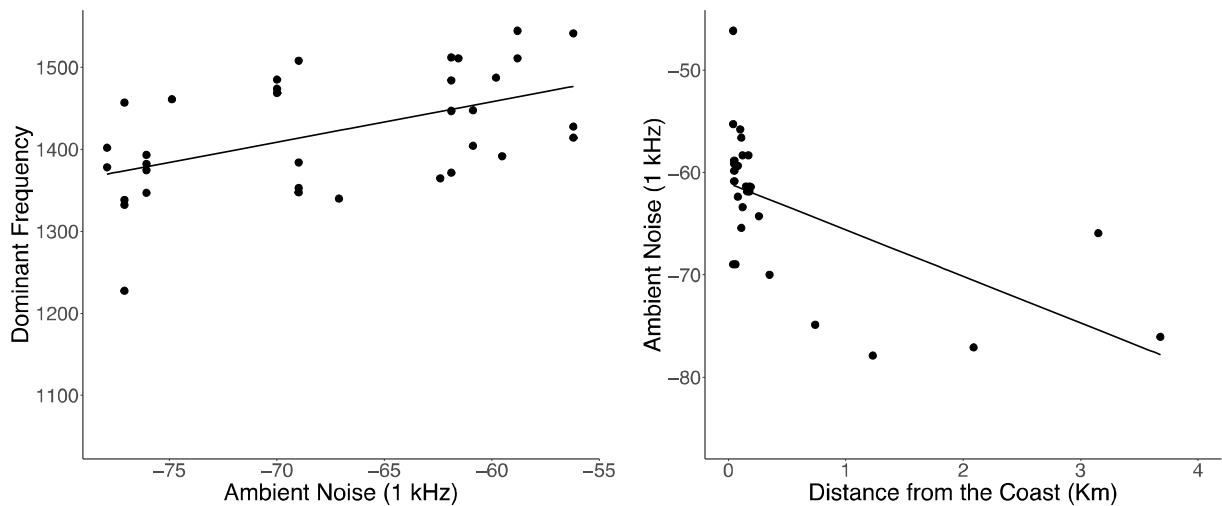 Dominant Frequency
1500
1400
1300
1200
1100
−75 −70 −65 −60 −55
Ambient Noise (1 kHz)
Ambient Noise (1 kHz)
−50
−60
−70
−80
0 1 2 3 4
Distance from the Coast (Km)